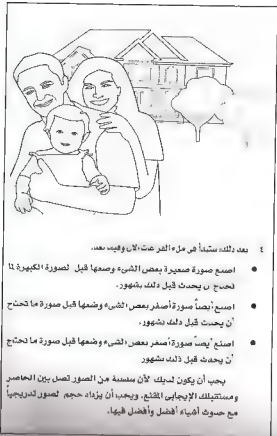 ٤ بعد ذلك، ستبدأ في ملء الفراغات الآن وفيما بعد.
● اصنع صورة صغيرة بعض الشيء وضعها قبل الصورة الكبيرة لما تحتاج أن يحدث قبل ذلك بشهور.
● اصنع أيضاً صورة أصغر بعض الشيء وضعها قبل صورة ما تحتاج
أن يحدث قبل ذلك بشهور.
● اصنع أيضاً صورة أصغر بعض الشيء وضعها قبل صورة ما تحتاج
أن يحدث قبل ذلك بشهور
يجب أن يكون لديك الآن سلسلة من الصور تصل بين الحاضر
ومستقبلك الإيجابي المقنع. ويجب أن يزداد حجم الصور تدريجياً
مع حدوث أشياء أفضل وأفضل فيها.